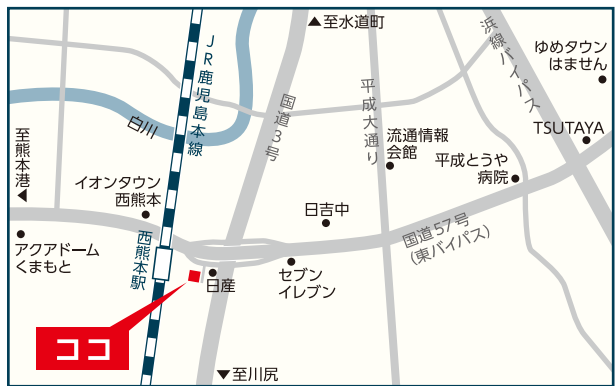 ▲至水道町
JR鹿児島本線
国道3号
平成大通り
浜線バイパス
ゆめタウン
はません
TSUTAYA
白川
至熊本港◀
流通情報
会館
平成とうや
病院
イオンタウン
西熊本
日吉中
国道57号
(東バイパス)
アクアドーム
くまもと
西熊本駅
日産
セブン
イレブン
ココ
▼至川尻